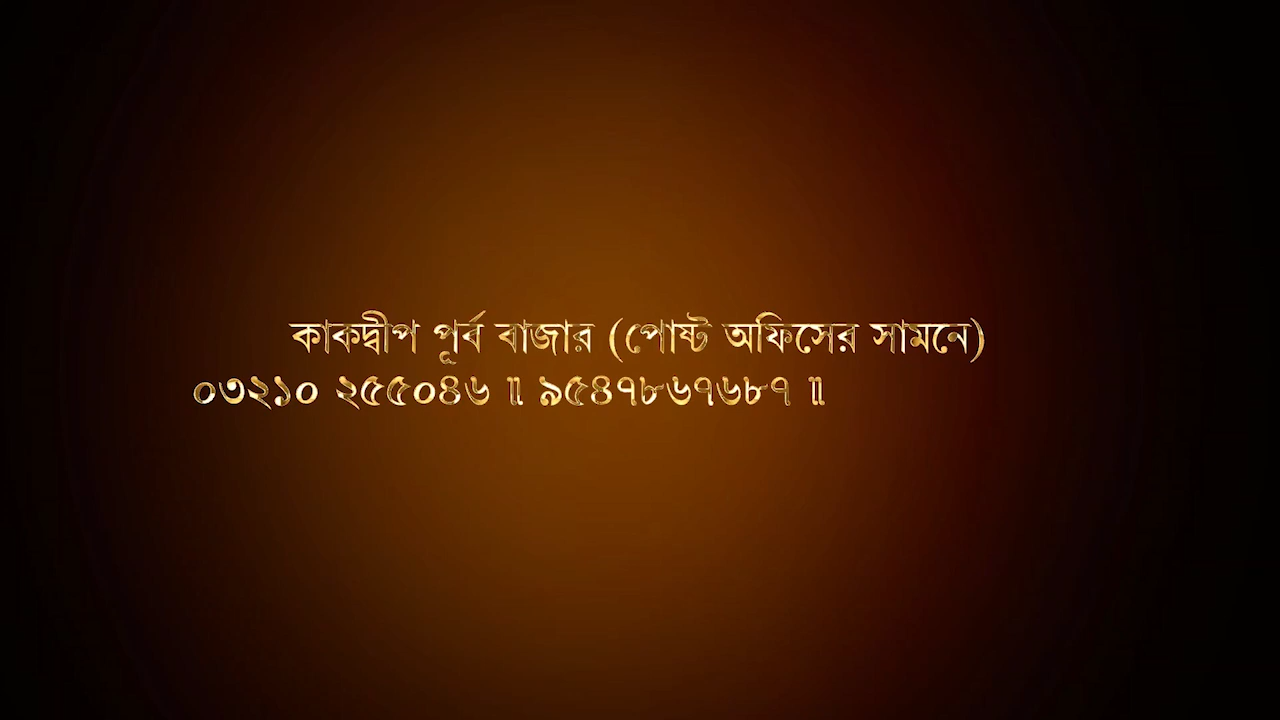 কাকদ্বীপ পূর্ব বাজার (পোষ্ট অফিসের সামনে)
০৩২১০ ২৫৫০৪৬ ॥ ৯৫৪৭৮৬৭৬৮৭ ॥